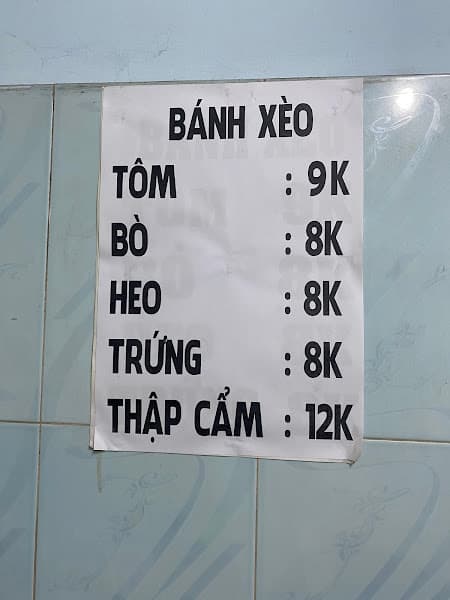 BÁNH XÈO
TÔM : 9K
BÒ : 8K
HEO : 8K
TRỨNG : 8K
THẬP CẨM : 12K